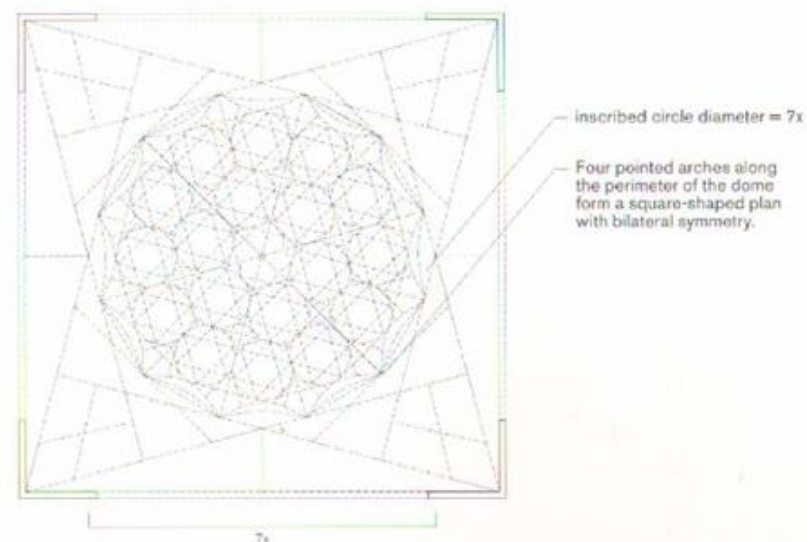 inscribed circle diameter = 7x
Four pointed arches along
the perimeter of the dome
form a square-shaped plan
with bilateral symmetry.
7x